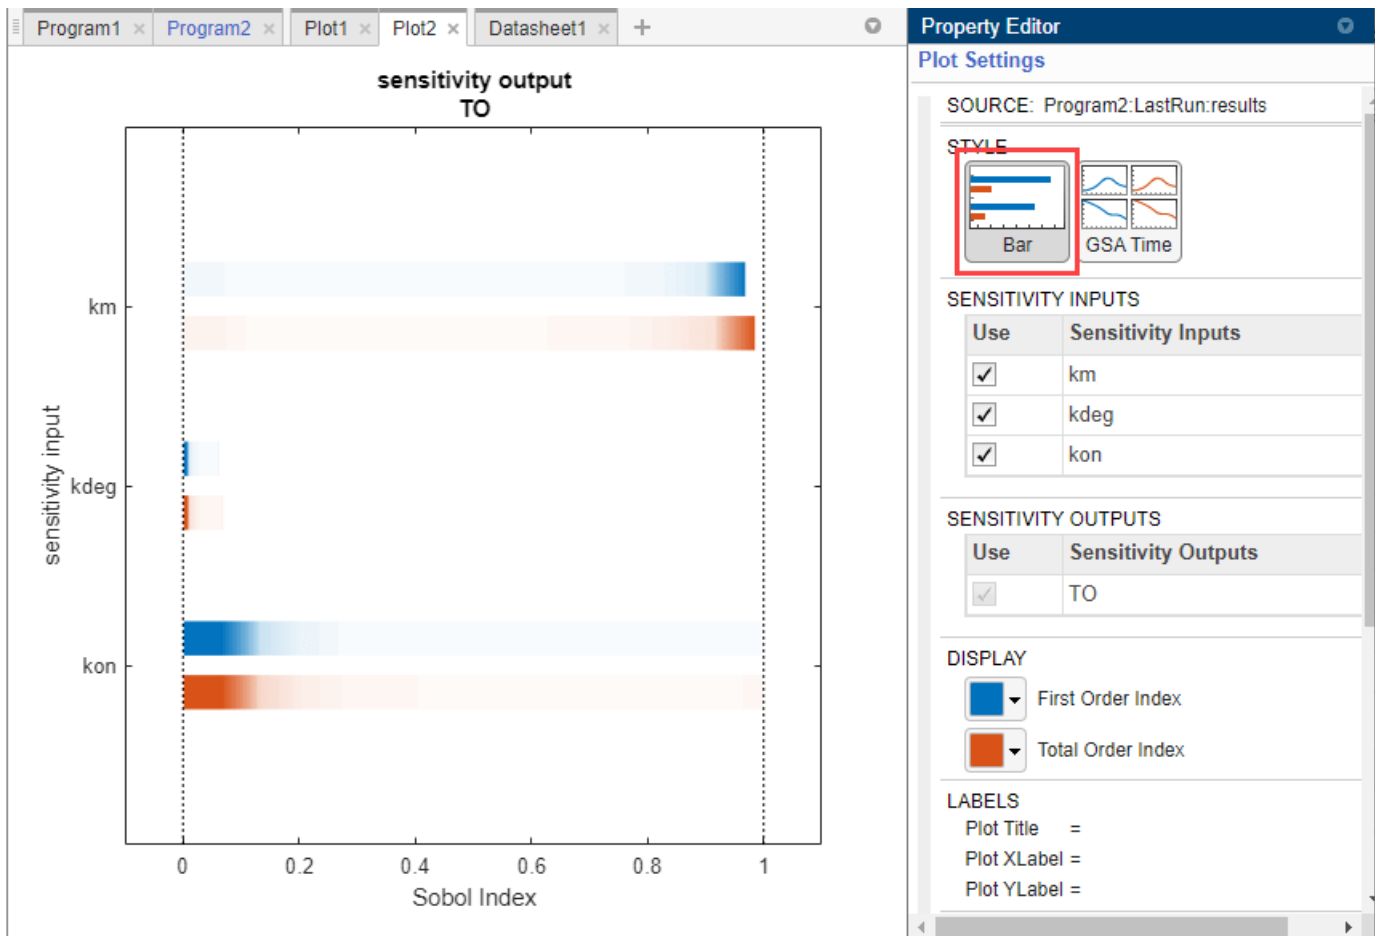 Program1 × Program2 × Plot1 × Plot2 × Datasheet1 × +
sensitivity output
TO
km
kdeg
kon
sensitivity input
0 0.2 0.4 0.6 0.8 1
Sobol Index
Property Editor
Plot Settings
SOURCE: Program2:LastRun:results
STYLE
Bar GSA Time
SENSITIVITY INPUTS
Use Sensitivity Inputs
km
kdeg
kon
SENSITIVITY OUTPUTS
Use Sensitivity Outputs
TO
DISPLAY
First Order Index
Total Order Index
LABELS
Plot Title =
Plot XLabel =
Plot YLabel =